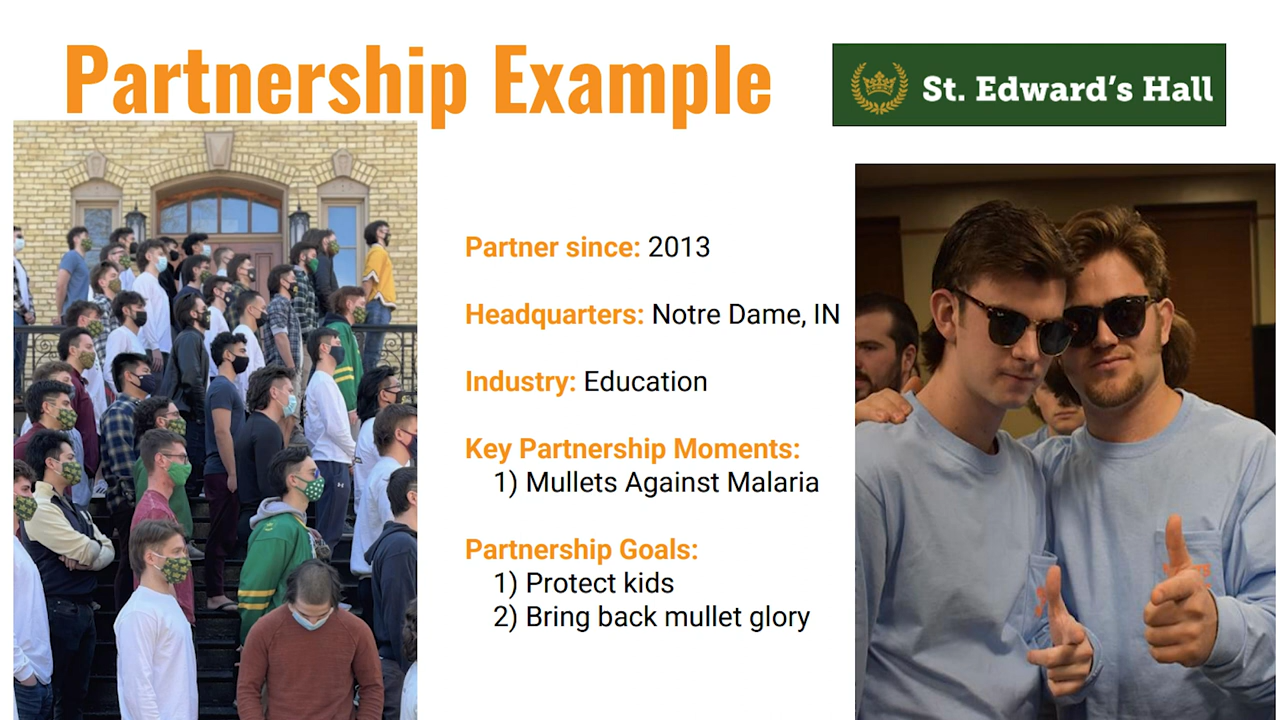 Partnership Example
St. Edward's Hall
Partner since: 2013
Headquarters: Notre Dame, IN
Industry: Education
Key Partnership Moments:
1) Mullets Against Malaria
Partnership Goals:
1) Protect kids
2) Bring back mullet glory